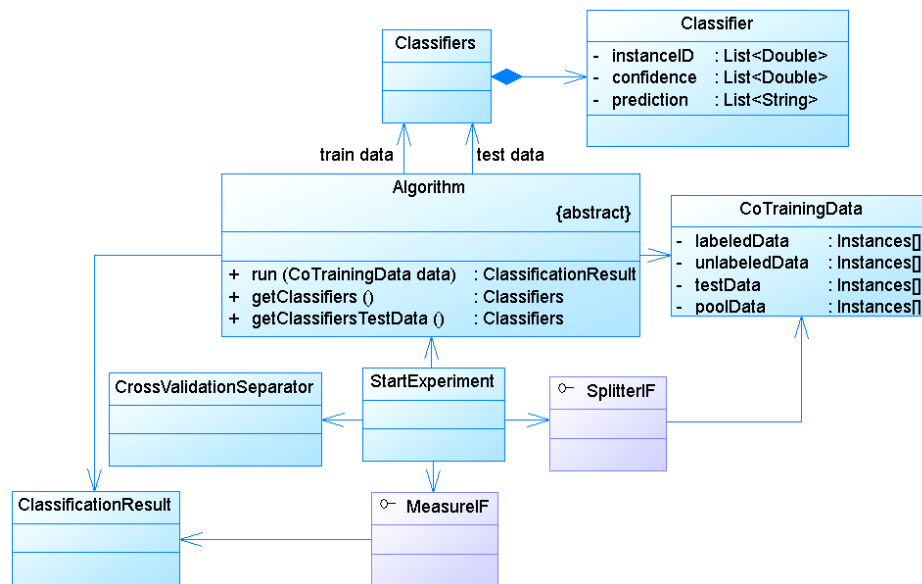 Classifiers
Classifier
- instanceID : List<Double>
- confidence : List<Double>
- prediction : List<String>
train data
test data
Algorithm
{abstract}
+ run (CoTrainingData data) : ClassificationResult
+ getClassifiers () : Classifiers
+ getClassifiersTestData () : Classifiers
CoTrainingData
- labeledData : Instances[]
- unlabeledData : Instances[]
- testData : Instances[]
- poolData : Instances[]
CrossValidationSeparator
StartExperiment
SplitterIF
ClassificationResult
MeasureIF